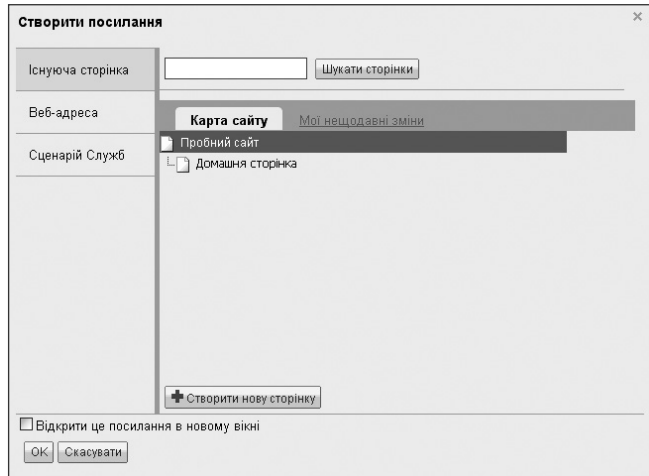 Створити посилання
×
Існуюча сторінка
Веб-адреса
Сценарій Служб
Шукати сторінки
Карта сайту Мої нещодавні зміни
Пробний сайт
Домашня сторінка
Створити нову сторінку
Відкрити це посилання в новому вікні
OK Скасувати